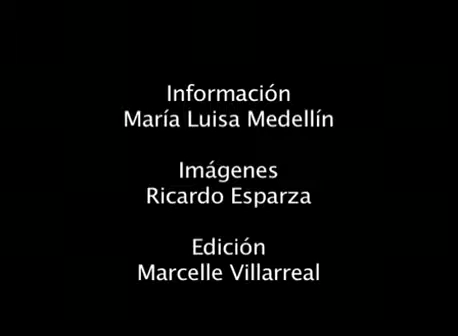 Información
María Luisa Medellín
Imágenes
Ricardo Esparza
Edición
Marcelle Villarreal